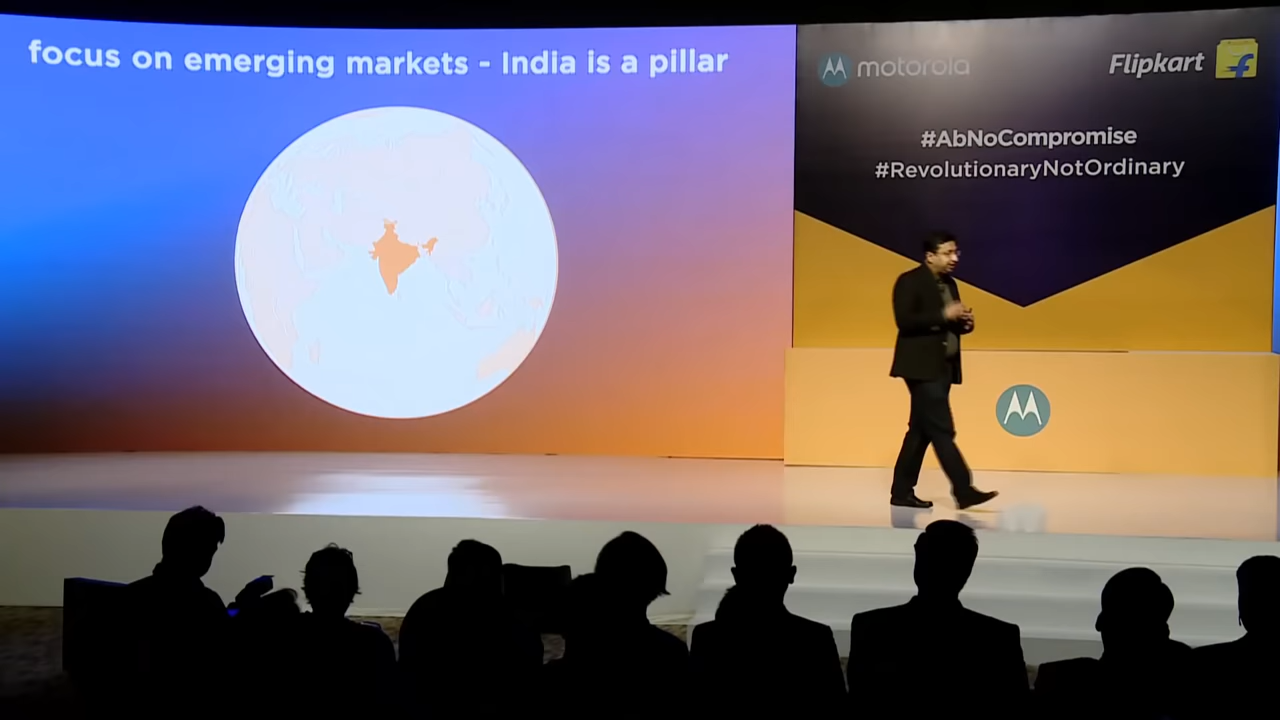 focus on emerging markets - India is a pillar
motorola
Flipkart
#AbNoCompromise
#RevolutionaryNotOrdinary